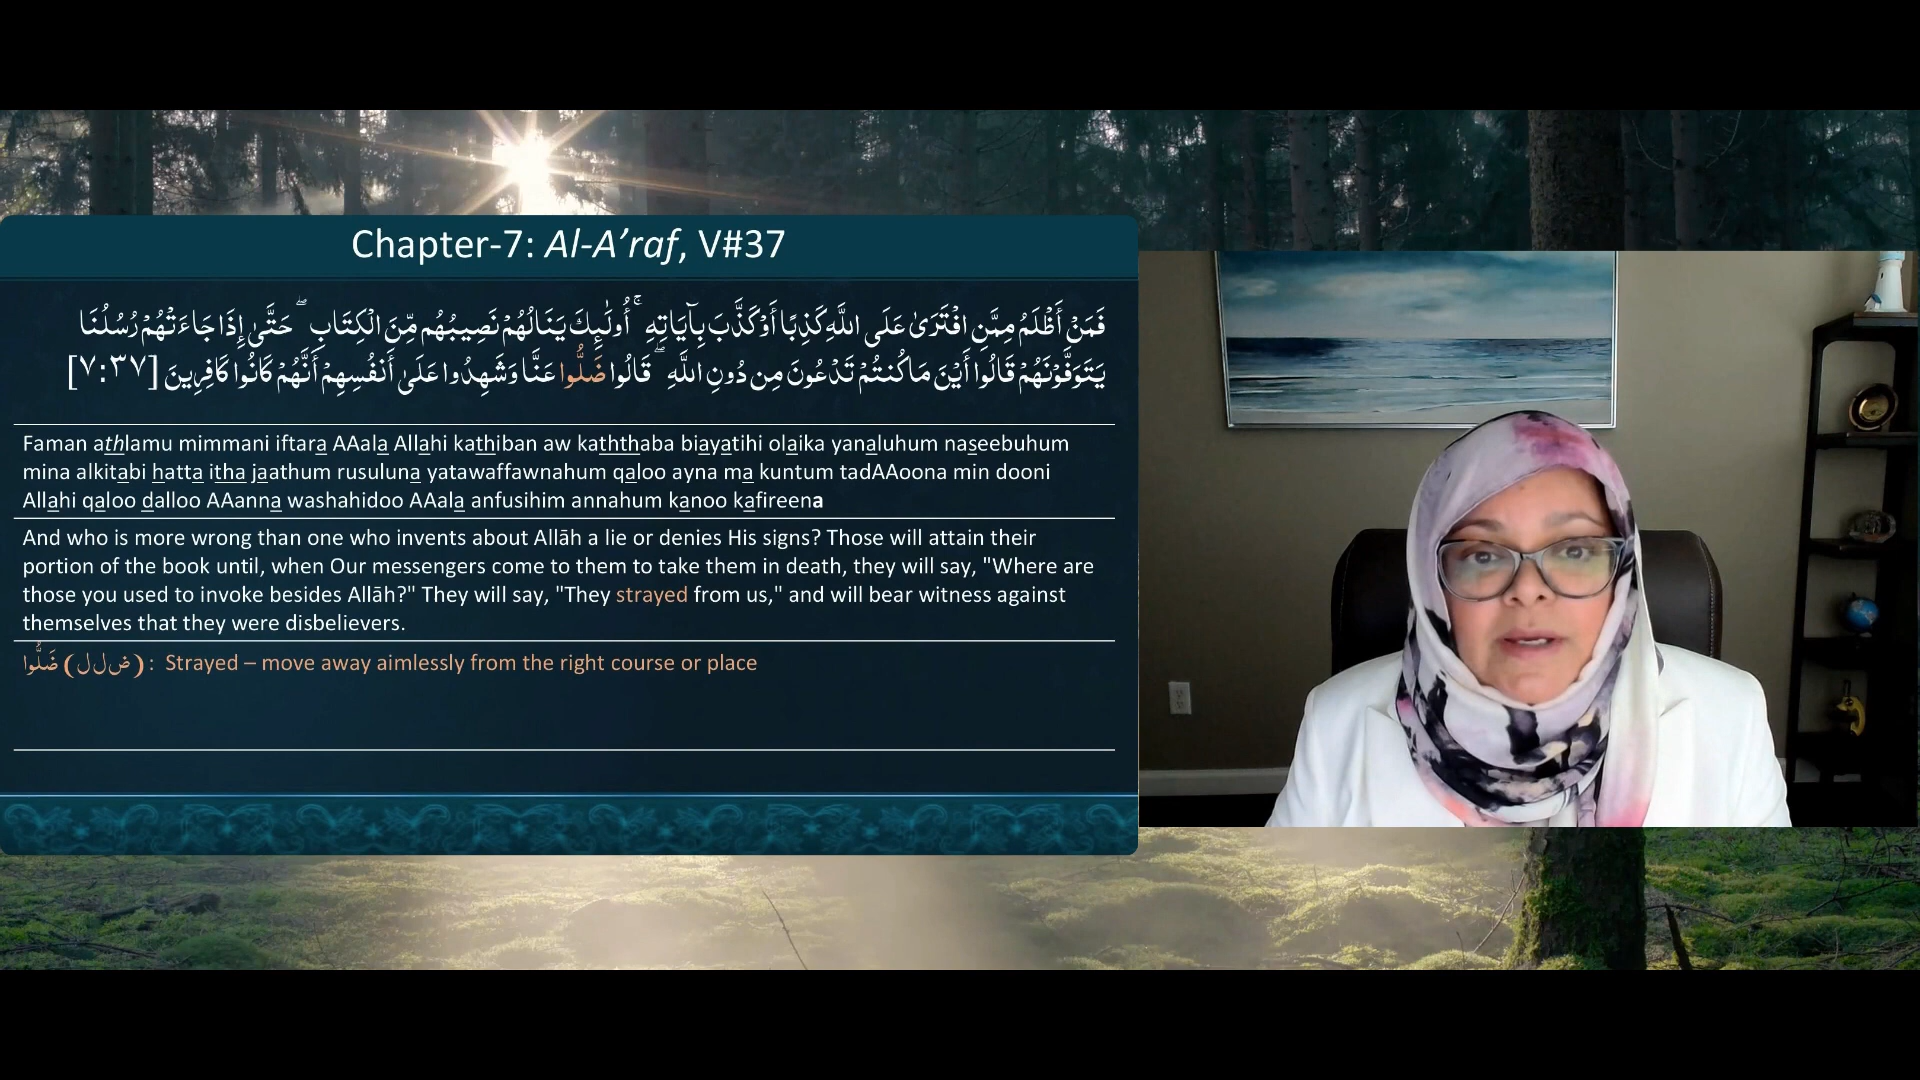 Chapter-7: Al-A’raf, V#37
فَمَنْ أَظْلَمُ مِمَّنِ افْتَرَىٰ عَلَى اللَّهِ كَذِبًا أَوْ كَذَّبَ بِآيَاتِهِ ۚ أُولَٰئِكَ يَنَالُهُمْ نَصِيبُهُم مِّنَ الْكِتَابِ ۖ حَتَّىٰ إِذَا جَاءَتْهُمْ رُسُلُنَا
يَتَوَفَّوْنَهُمْ قَالُوا أَيْنَ مَا كُنتُمْ تَدْعُونَ مِن دُونِ اللَّهِ ۖ قَالُوا ضَلُّوا عَنَّا وَشَهِدُوا عَلَىٰ أَنفُسِهِمْ أَنَّهُمْ كَانُوا كَافِرِينَ [٧:٣٧]
Faman athlamu mimmani iftara AAala Allahi kathiban aw kaththaba biayatihi olaika yanaluhum naseebuhum
mina alkitabi hatta itha jaathum rusuluna yatawaffawnahum qaloo ayna ma kuntum tadAAoona min dooni
Allahi qaloo dalloo AAanna washahidoo AAala anfusihim annahum kanoo kafireena
And who is more wrong than one who invents about Allāh a lie or denies His signs? Those will attain their
portion of the book until, when Our messengers come to them to take them in death, they will say, "Where are
those you used to invoke besides Allāh?" They will say, "They strayed from us," and will bear witness against
themselves that they were disbelievers.
ضَلُّوا (ض ل ل): Strayed – move away aimlessly from the right course or place